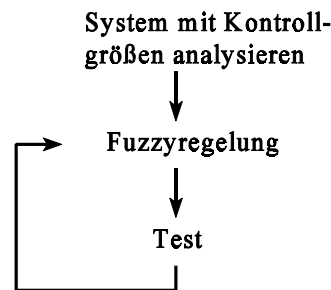 System mit Kontroll-
größen analysieren
Fuzzyregelung
Test